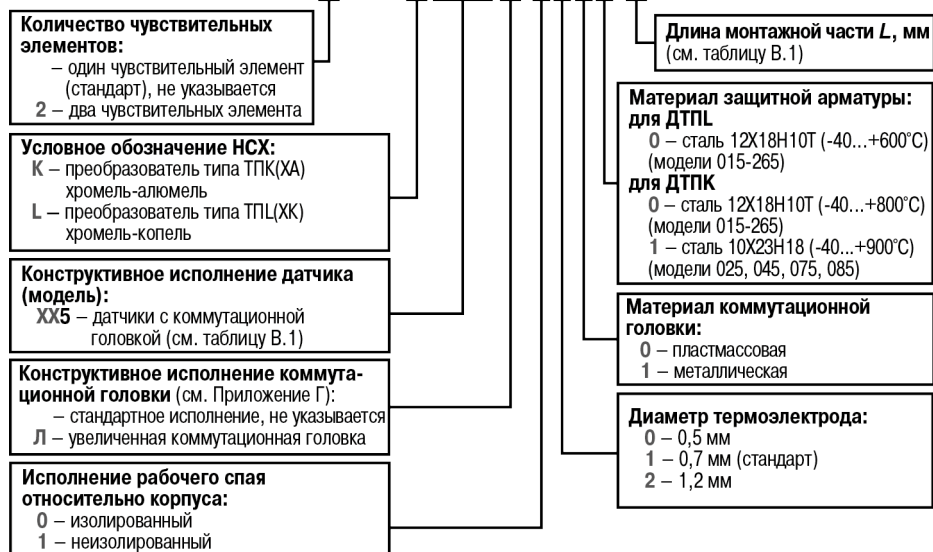 Количество чувствительных
элементов:
– один чувствительный элемент
(стандарт), не указывается
2 – два чувствительных элемента
Условное обозначение НСХ:
K – преобразователь типа ТПК(ХА)
хромель-алюмель
L – преобразователь типа ТПL(ХК)
хромель-копель
Конструктивное исполнение датчика
(модель):
XX5 – датчики с коммутационной
головкой (см. таблицу В.1)
Конструктивное исполнение коммута-
ционной головки (см. Приложение Г):
– стандартное исполнение, не указывается
Л – увеличенная коммутационная головка
Исполнение рабочего спая
относительно корпуса:
0 – изолированный
1 – неизолированный
Длина монтажной части L, мм
(см. таблицу В.1)
Материал защитной арматуры:
для ДТПL
0 – сталь 12Х18Н10Т (-40...+600˚С)
(модели 015-265)
для ДТПК
0 – сталь 12Х18Н10Т (-40...+800˚С)
(модели 015-265)
1 – сталь 10Х23Н18 (-40...+900˚С)
(модели 025, 045, 075, 085)
Материал коммутационной
головки:
0 – пластмассовая
1 – металлическая
Диаметр термоэлектрода:
0 – 0,5 мм
1 – 0,7 мм (стандарт)
2 – 1,2 мм